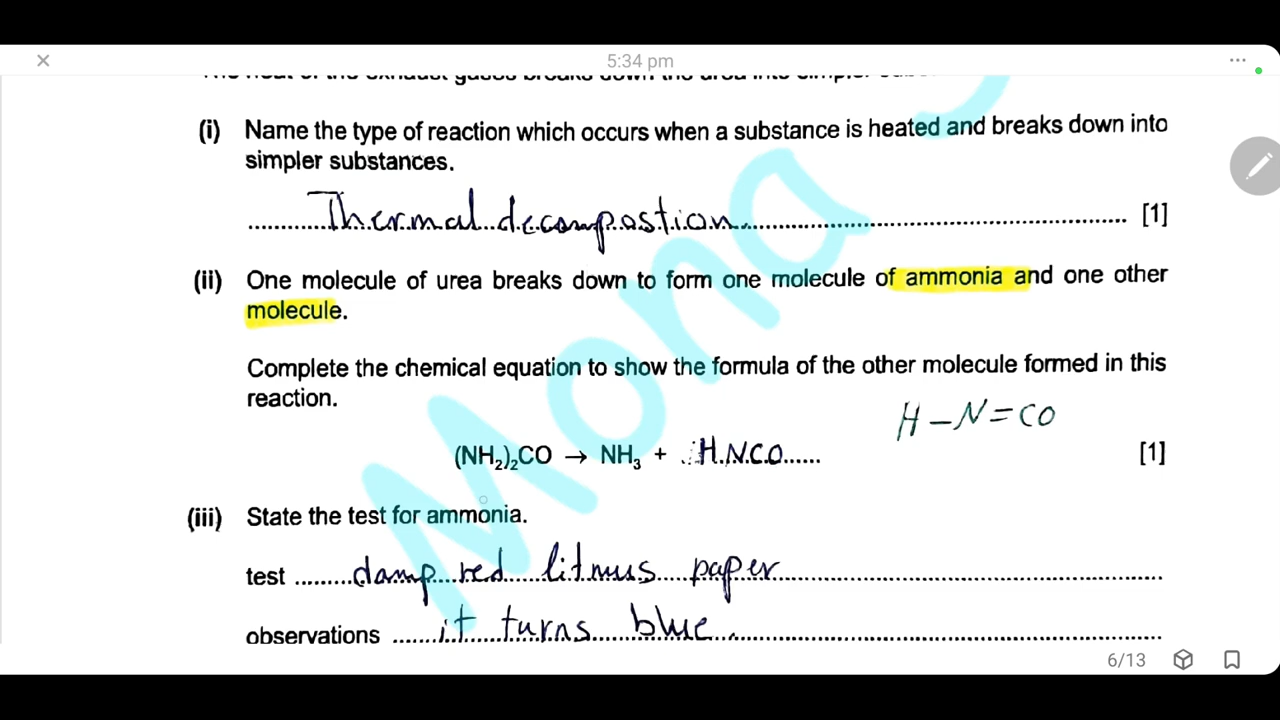 5:34 pm
(i) Name the type of reaction which occurs when a substance is heated and breaks down into
simpler substances.
Thermal decompostion [1]
(ii) One molecule of urea breaks down to form one molecule of ammonia and one other
molecule.
Complete the chemical equation to show the formula of the other molecule formed in this
reaction.
H – N = CO
(NH₂)₂CO → NH₃ + HNCO [1]
(iii) State the test for ammonia.
test damp red litmus paper
observations it turns blue
6/13
Mona